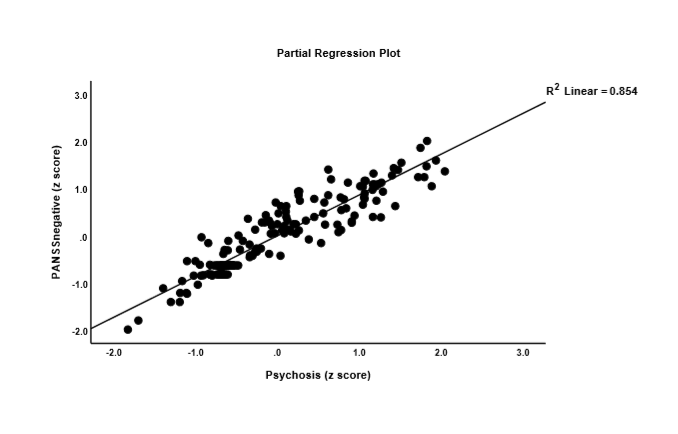 Partial Regression Plot
R2 Linear = 0.854
3.0
2.0
1.0
.0
-1.0
-2.0
PANSSnegative (z score)
-2.0 -1.0 .0 1.0 2.0 3.0
Psychosis (z score)